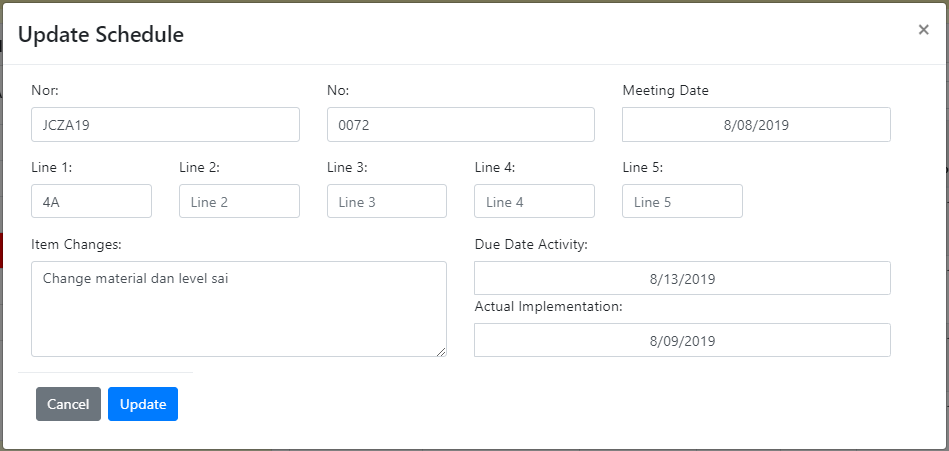 Update Schedule ×
Nor: No: Meeting Date
JCZA19 0072 8/08/2019
Line 1: Line 2: Line 3: Line 4: Line 5:
4A Line 2 Line 3 Line 4 Line 5
Item Changes: Due Date Activity:
Change material dan level sai 8/13/2019
Actual Implementation:
8/09/2019
Cancel Update